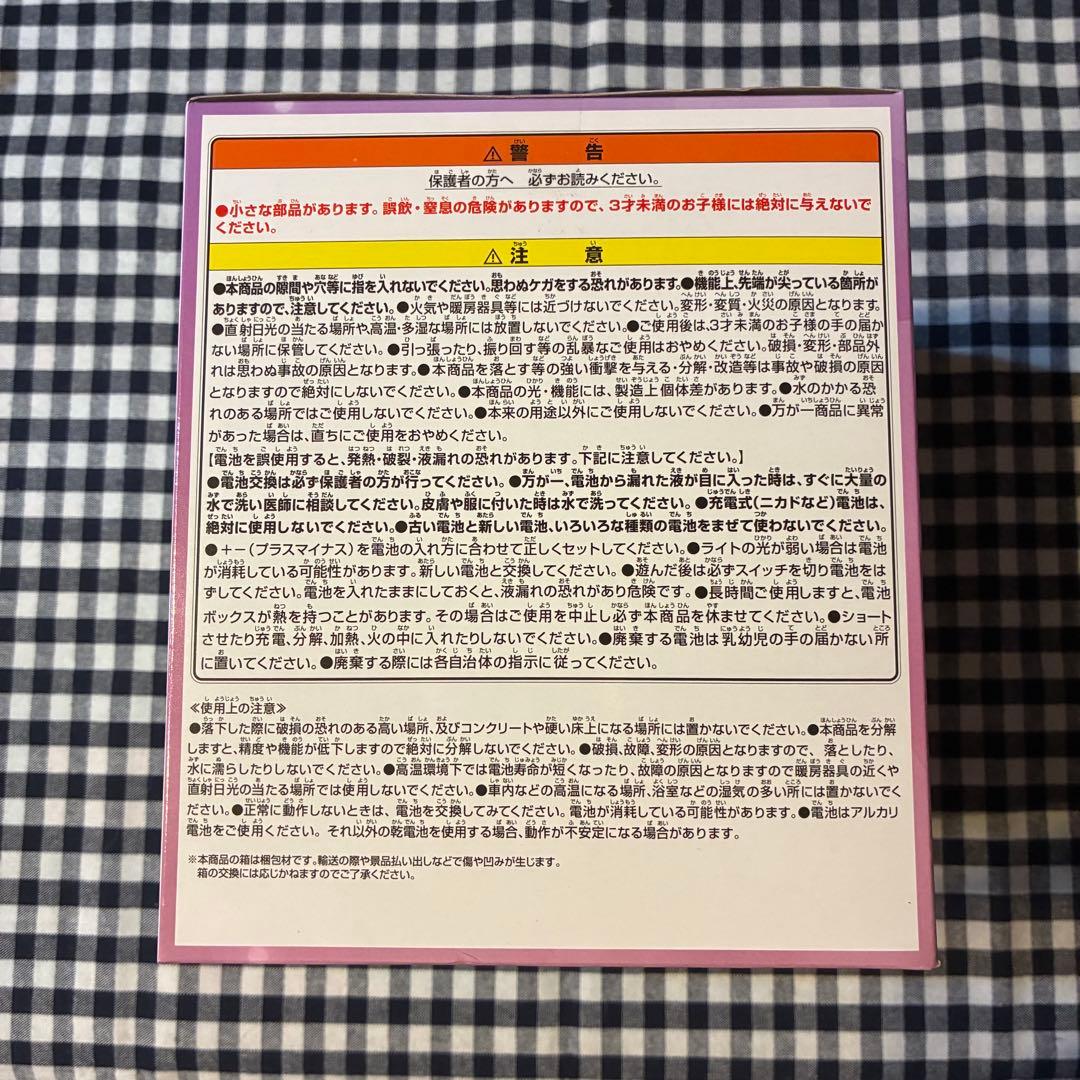 ⚠警告
保護者の方へ 必ずお読みください。
●小さな部品があります。誤飲・窒息の危険がありますので、3才未満のお子様には絶対に与えないで
ください。
⚠注意
●本商品の隙間や穴等に指を入れないでください。思わぬケガをする恐れがあります。●機能上、先端が尖っている箇所が
ありますので、注意してください。●火気や暖房器具等には近づけないでください。変形・変質・火災の原因となります。
●直射日光の当たる場所や、高温・多湿な場所には放置しないでください。●ご使用後は、3才未満のお子様の手の届か
ない場所に保管してください。●引っ張ったり、振り回す等の乱暴なご使用はおやめください。破損・変形・部品外
れは思わぬ事故の原因となります。●本商品を落とす等の強い衝撃を与える・分解・改造等は事故や破損の原因
となりますので絶対にしないでください。●本商品の光・機能には、製造上個体差があります。●水のかかる恐
れのある場所ではご使用しないでください。●本来の用途以外にご使用しないでください。●万が一商品に異常
があった場合は、直ちにご使用をおやめください。
【電池を誤使用すると、発熱・破裂・液漏れの恐れがあります。下記に注意してください。】
●電池交換は必ず保護者の方が行ってください。●万が一、電池から漏れた液が目に入った時は、すぐに大量の
水で洗い医師に相談してください。皮膚や服に付いた時は水で洗ってください。●充電式(ニカドなど)電池は、
絶対に使用しないでください。●古い電池と新しい電池、いろいろな種類の電池をまぜて使わないでください。
●+−(プラスマイナス)を電池の入れ方に合わせて正しくセットしてください。●ライトの光が弱い場合は電池
が消耗している可能性があります。新しい電池と交換してください。●遊んだ後は必ずスイッチを切り電池をは
ずしてください。電池を入れたままにしておくと、液漏れの恐れがあり危険です。●長時間ご使用しますと、電池
ボックスが熱を持つことがあります。その場合はご使用を中止し必ず本商品を休ませてください。●ショート
させたり充電、分解、加熱、火の中に入れたりしないでください。●廃棄する電池は乳幼児の手の届かない所
に置いてください。●廃棄する際には各自治体の指示に従ってください。
≪使用上の注意≫
●落下した際に破損の恐れのある高い場所、及びコンクリートや硬い床上になる場所には置かないでください。●本商品を分解
しますと、精度や機能が低下しますので絶対に分解しないでください。●破損、故障、変形の原因となりますので、落としたり、
水に濡らしたりしないでください。●高温環境下では電池寿命が短くなったり、故障の原因となりますので暖房器具の近くや
直射日光の当たる場所では使用しないでください。●車内などの高温になる場所、浴室などの湿気の多い所には置かないでく
ださい。●正常に動作しないときは、電池を交換してみてください。電池が消耗している可能性があります。●電池はアルカリ
電池をご使用ください。それ以外の乾電池を使用する場合、動作が不安定になる場合があります。
※本商品の箱は梱包材です。輸送の際や景品払い出しなどで傷や凹みが生じます。
箱の交換には応じかねますのでご了承ください。